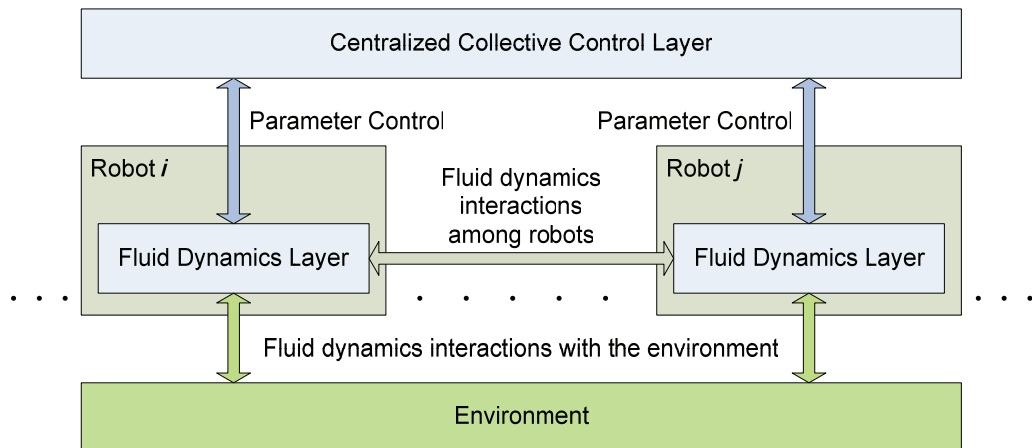 Centralized Collective Control Layer
Parameter Control
Parameter Control
Robot i
Robot j
Fluid dynamics
interactions
among robots
Fluid Dynamics Layer
Fluid Dynamics Layer
. . .
. . . . .
. . .
Fluid dynamics interactions with the environment
Environment